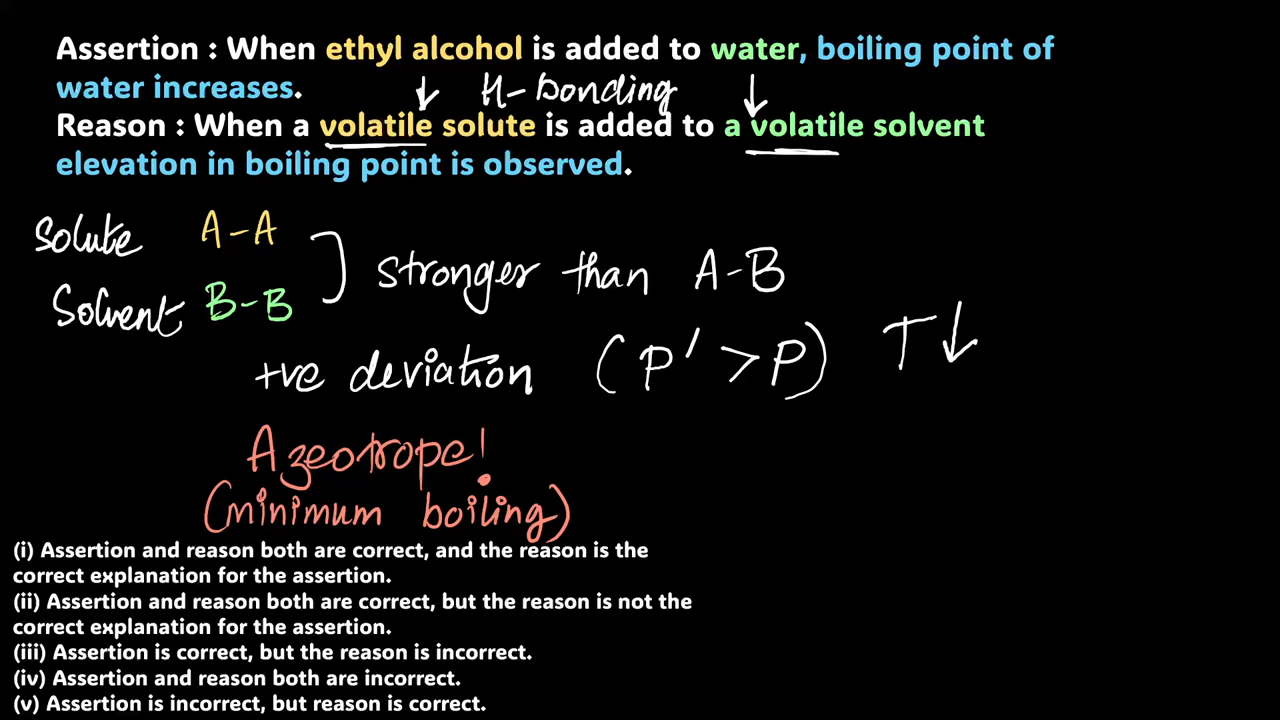 Assertion : When ethyl alcohol is added to water, boiling point of
water increases.
H-bonding
Reason : When a volatile solute is added to a volatile solvent
elevation in boiling point is observed.
Solute A-A
Solvent B-B
stronger than A-B
+ve deviation (P' > P) T↓
Azeotrope!
(minimum boiling)
(i) Assertion and reason both are correct, and the reason is the
correct explanation for the assertion.
(ii) Assertion and reason both are correct, but the reason is not the
correct explanation for the assertion.
(iii) Assertion is correct, but the reason is incorrect.
(iv) Assertion and reason both are incorrect.
(v) Assertion is incorrect, but reason is correct.